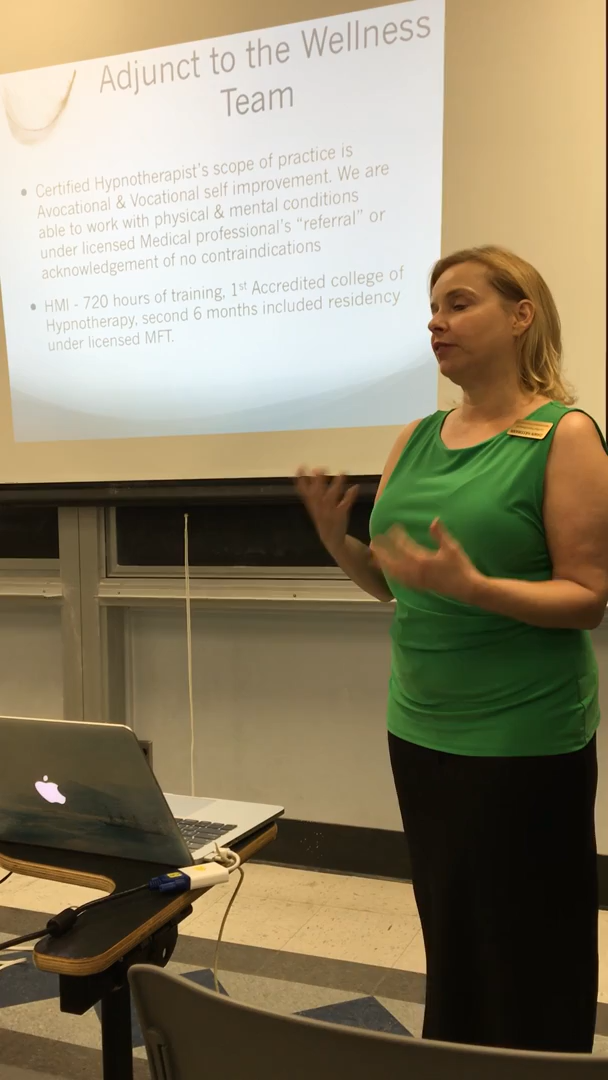 Adjunct to the Wellness
Team
• Certified Hypnotherapist's scope of practice is
Avocational & Vocational self improvement. We are
able to work with physical & mental conditions
under licensed Medical professional's “referral” or
acknowledgement of no contraindications
• HMI - 720 hours of training, 1st Accredited college of
Hypnotherapy, second 6 months included residency
under licensed MFT.